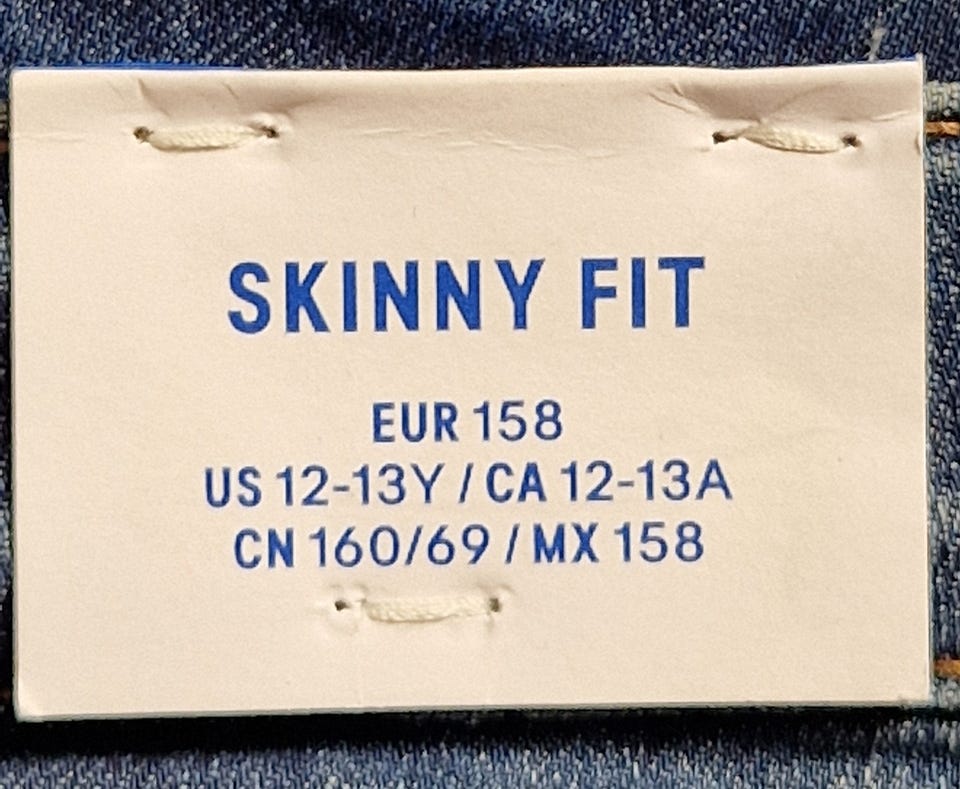 SKINNY FIT
EUR 158
US 12-13Y / CA 12-13A
CN 160/69 / MX 158